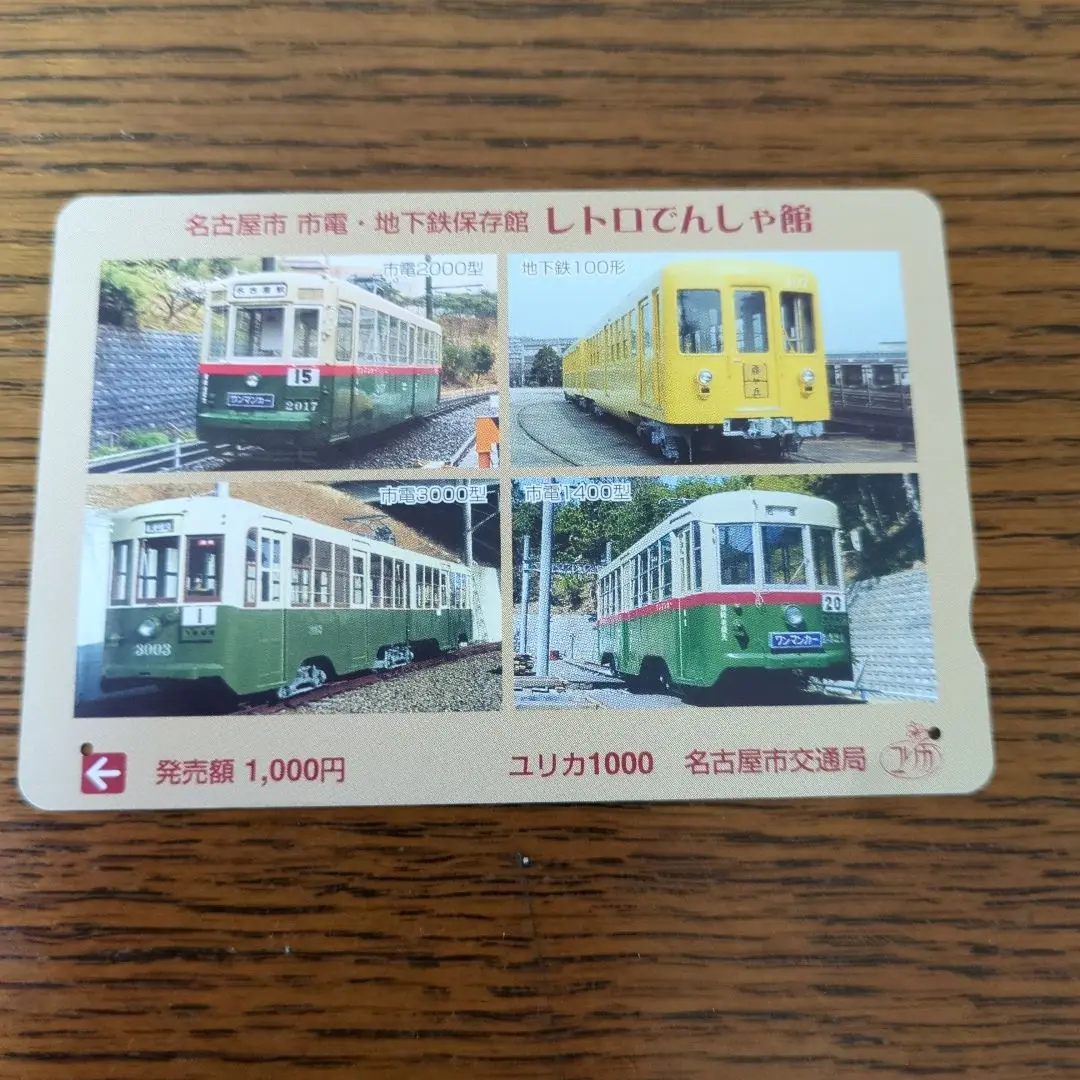 名古屋市 市電・地下鉄保存館 レトロでんしゃ館
市電2000型
15
ワンマンカー
2017
地下鉄100形
市電3000型
1
3003
市電1400型
20
ワンマンカー
発売額 1,000円
ユリカ1000 名古屋市交通局
ユリカ